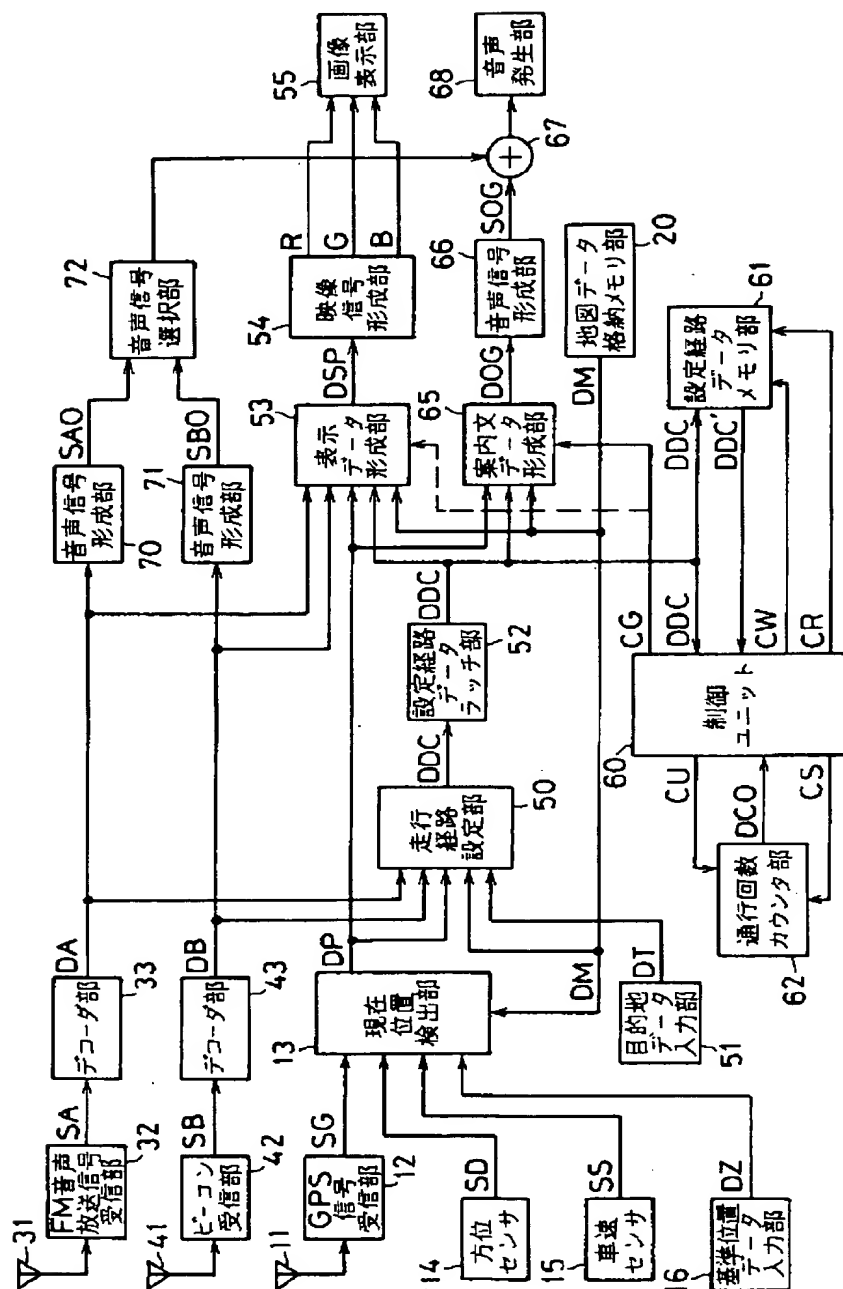 31
FM音声
放送信号
受信部
32
SA
デコーダ部
33
DA
41
ビーコン
受信部
42
SB
デコーダ部
43
DB
11
GPS
信号
受信部
12
SG
14
方位
センサ
SD
15
車速
センサ
SS
16
基準位置
データ
入力部
DZ
13
現在
位置
検出部
DP
DM
目的地
データ
入力部
51
DT
走行
経路
設定部
50
DDC
設定経路
データ
ラッチ部
52
DDC
音声信号
形成部
70
SAO
音声信号
形成部
71
SBO
音声信号
選択部
72
表示
データ
形成部
53
DSP
映像
信号
形成部
54
R
G
B
画像
表示部
55
案内文
データ
形成部
65
DOG
音声信号
形成部
66
SOG
67
音声
発生部
68
地図データ
格納メモリ部
20
DM
通行回数
カウンタ部
62
CU
DCO
CS
制御
ユニット
60
CG
DDC
CW
CR
DDC
DDC'
設定経路
データ
メモリ部
61